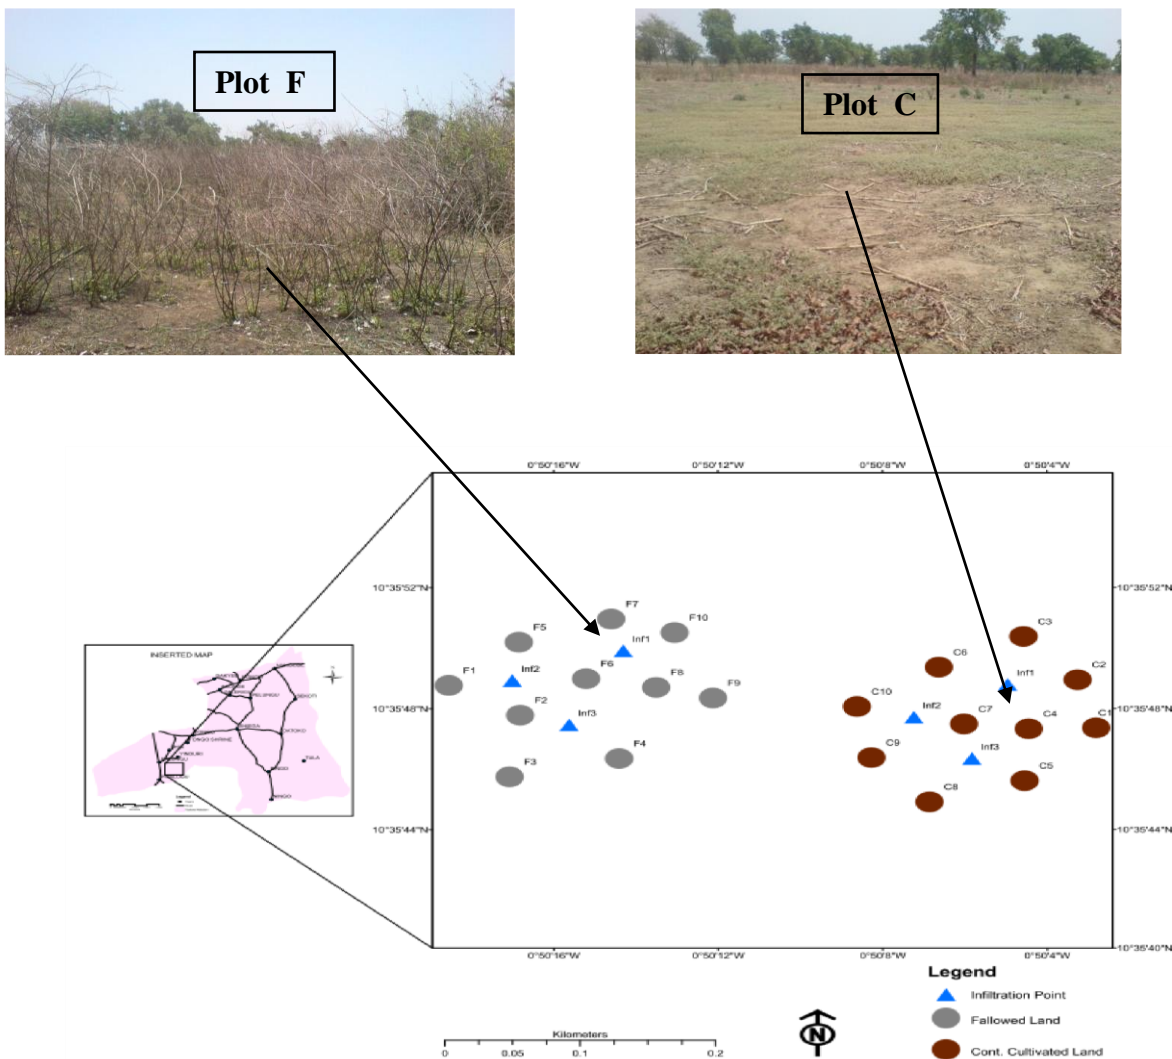 Plot F
Plot C
0°50'16"W
0°50'12"W
0°50'8"W
0°50'4"W
10°35'52"N
10°35'52"N
F7
F10
F5
Inf1
C3
F1
Inf2
F6
F8
F9
C6
Inf1
C2
10°35'48"N
10°35'48"N
F2
Inf3
C10
Inf2
C7
C4
C1
F3
F4
C9
Inf3
C5
C8
10°35'44"N
10°35'44"N
10°35'40"N
0°50'16"W
0°50'12"W
0°50'8"W
0°50'4"W
INSERTED MAP
Legend
Legend
Infiltration Point
Fallowed Land
Cont. Cultivated Land
Kilometers
0 0.05 0.1 0.2
N